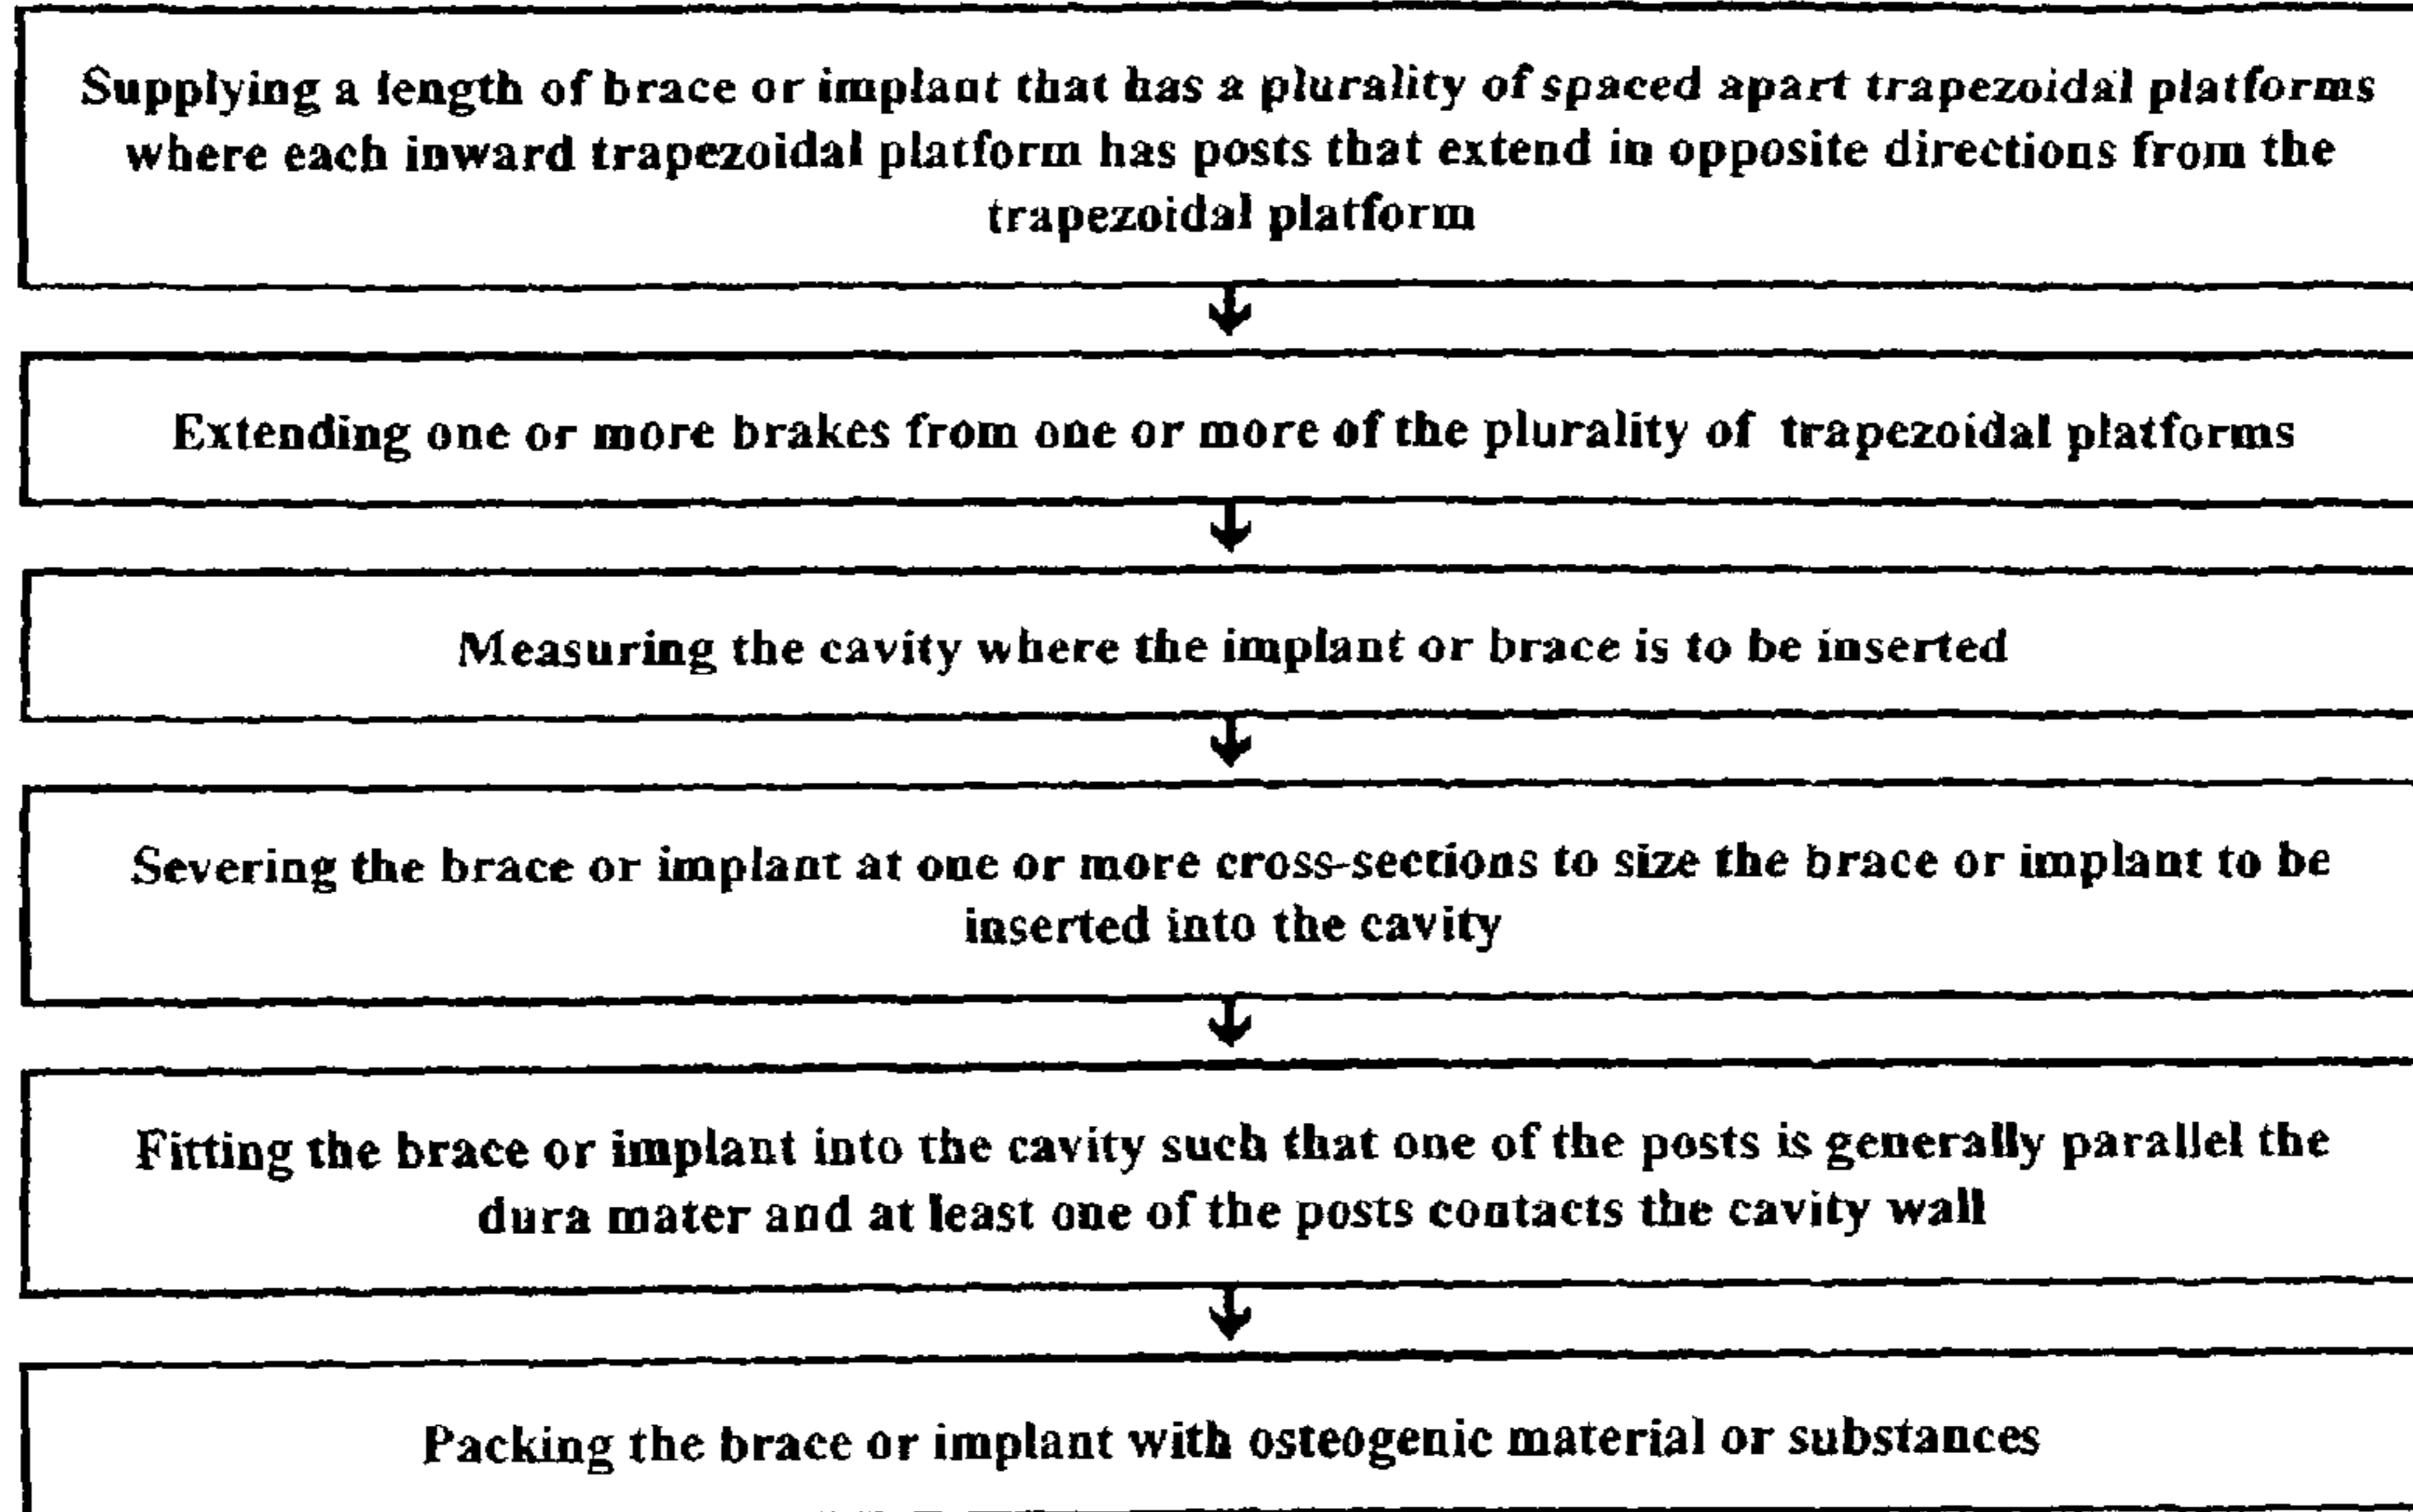 Supplying a length of brace or implant that has a plurality of spaced apart trapezoidal platforms
where each inward trapezoidal platform has posts that extend in opposite directions from the
trapezoidal platform
Extending one or more brakes from one or more of the plurality of trapezoidal platforms
Measuring the cavity where the implant or brace is to be inserted
Severing the brace or implant at one or more cross-sections to size the brace or implant to be
inserted into the cavity
Fitting the brace or implant into the cavity such that one of the posts is generally parallel the
dura mater and at least one of the posts contacts the cavity wall
Packing the brace or implant with osteogenic material or substances